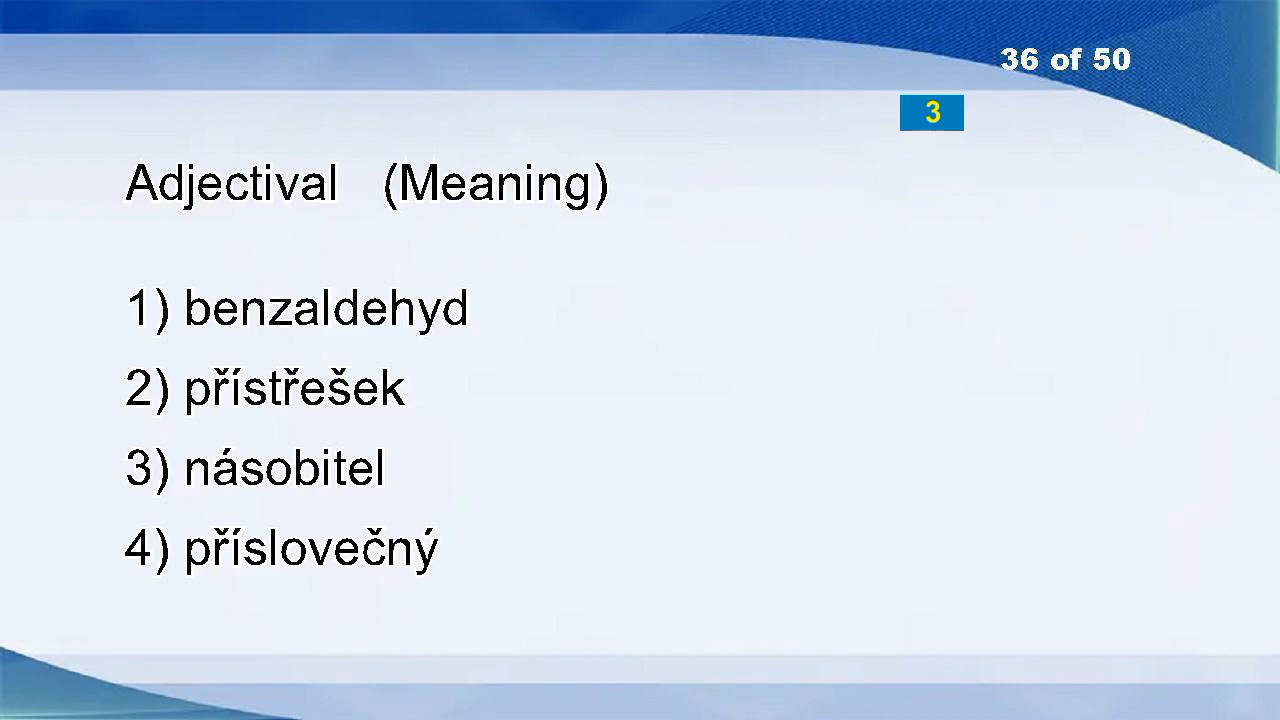 36 of 50
3
Adjectival (Meaning)
1) benzaldehyd
2) přístřešek
3) násobitel
4) příslovečný